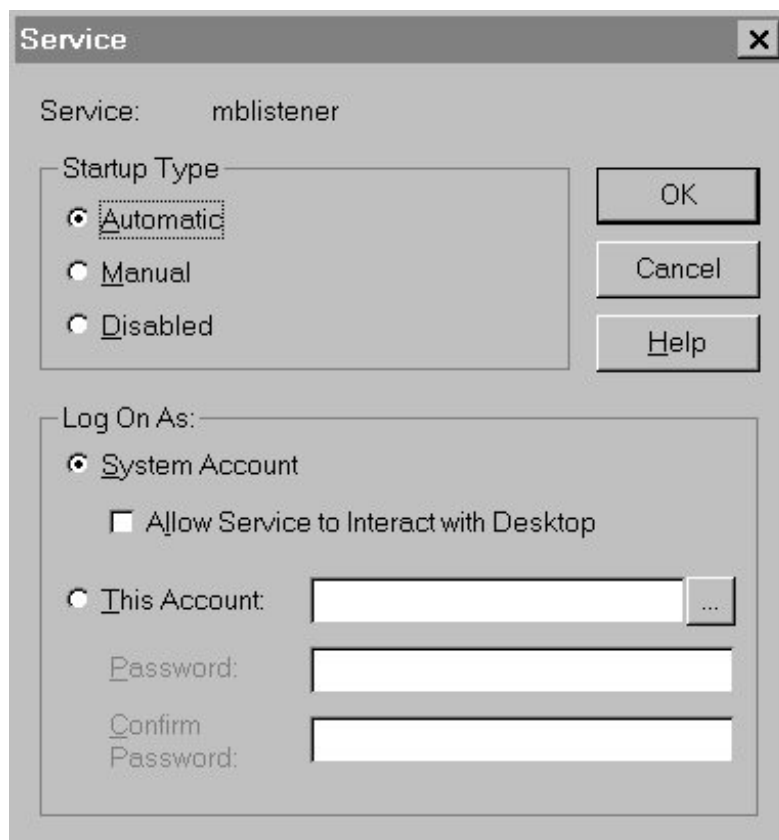 Service
Service: mblistener
Startup Type
Automatic
Manual
Disabled
OK
Cancel
Help
Log On As:
System Account
Allow Service to Interact with Desktop
This Account:
...
Password:
Confirm
Password: